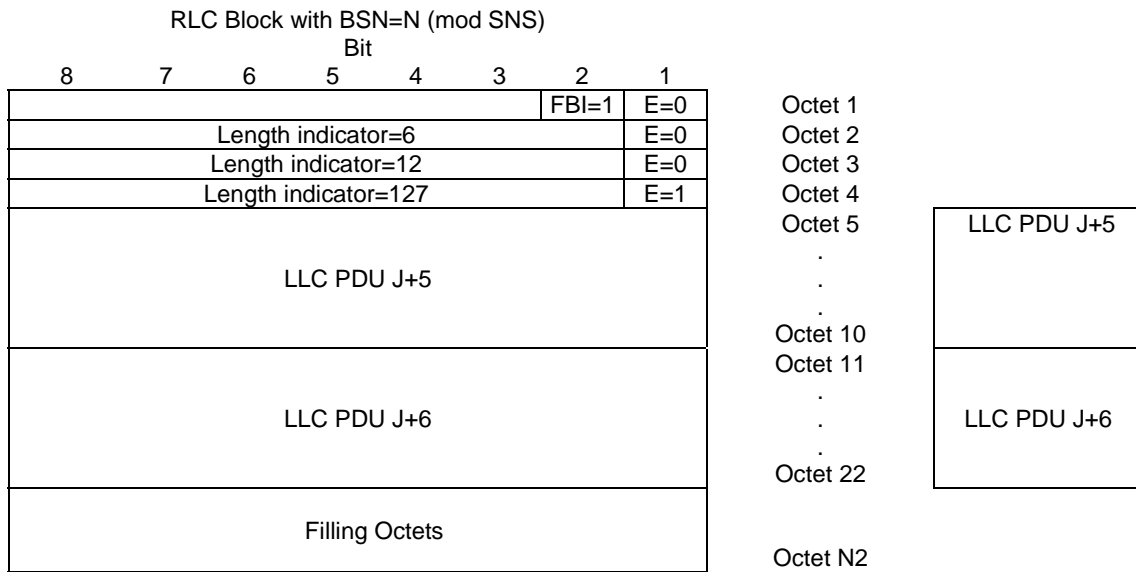 RLC Block with BSN=N (mod SNS)
Bit
8 7 6 5 4 3 2 1
FBI=1 E=0 Octet 1
Length indicator=6 E=0 Octet 2
Length indicator=12 E=0 Octet 3
Length indicator=127 E=1 Octet 4
Octet 5 LLC PDU J+5
.
LLC PDU J+5 .
.
Octet 10
Octet 11
.
LLC PDU J+6 . LLC PDU J+6
.
Octet 22
Filling Octets
Octet N2